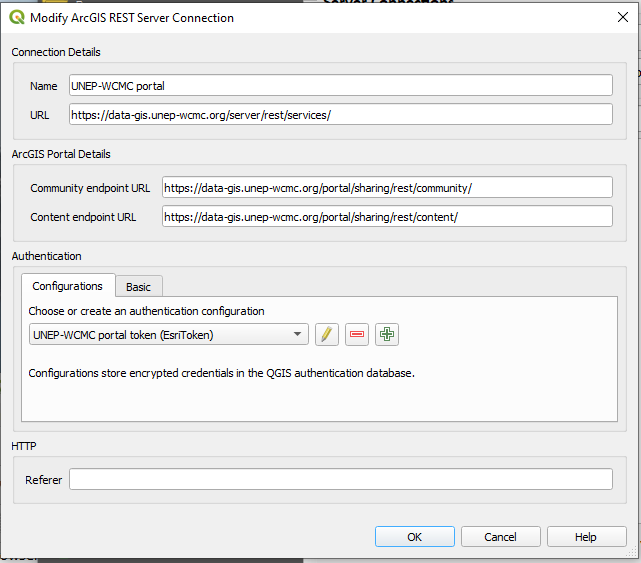 Modify ArcGIS REST Server Connection
Connection Details
Name UNEP-WCMC portal
URL https://data-gis.unep-wcmc.org/server/rest/services/
ArcGIS Portal Details
Community endpoint URL https://data-gis.unep-wcmc.org/portal/sharing/rest/community/
Content endpoint URL https://data-gis.unep-wcmc.org/portal/sharing/rest/content/
Authentication
Configurations Basic
Choose or create an authentication configuration
UNEP-WCMC portal token (EsriToken)
Configurations store encrypted credentials in the QGIS authentication database.
HTTP
Referer
OK Cancel Help